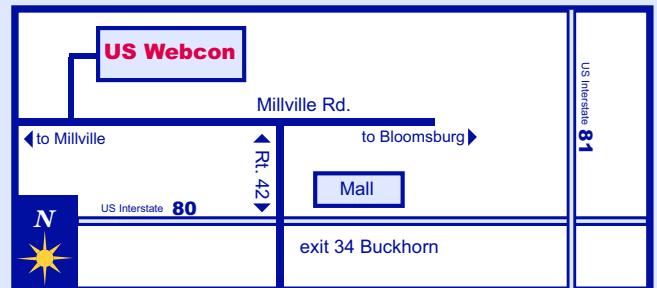 US Webcon
Millville Rd.
to Millville
to Bloomsburg
Rt. 42
US Interstate 81
Mall
US Interstate 80
N
exit 34 Buckhorn